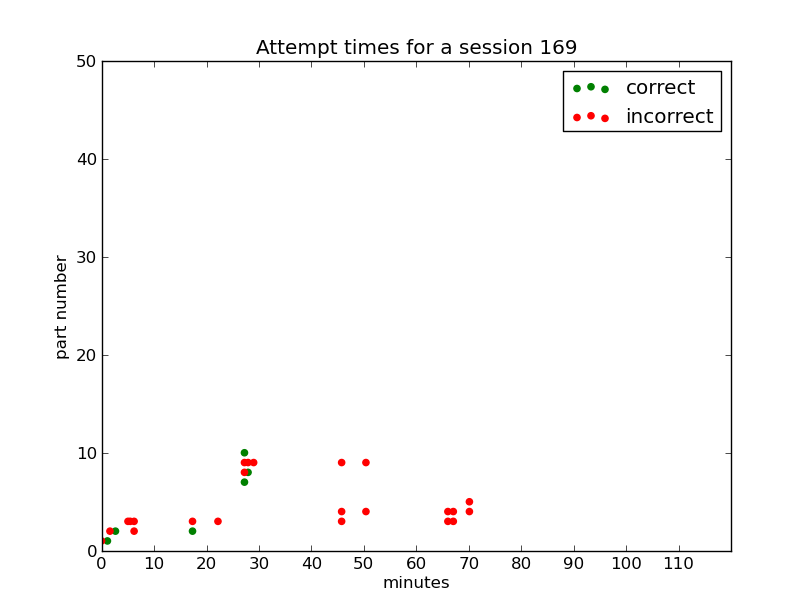 Attempt times for a session 169
correct
incorrect
part number
50
40
30
20
10
0
0 10 20 30 40 50 60 70 80 90 100 110
minutes